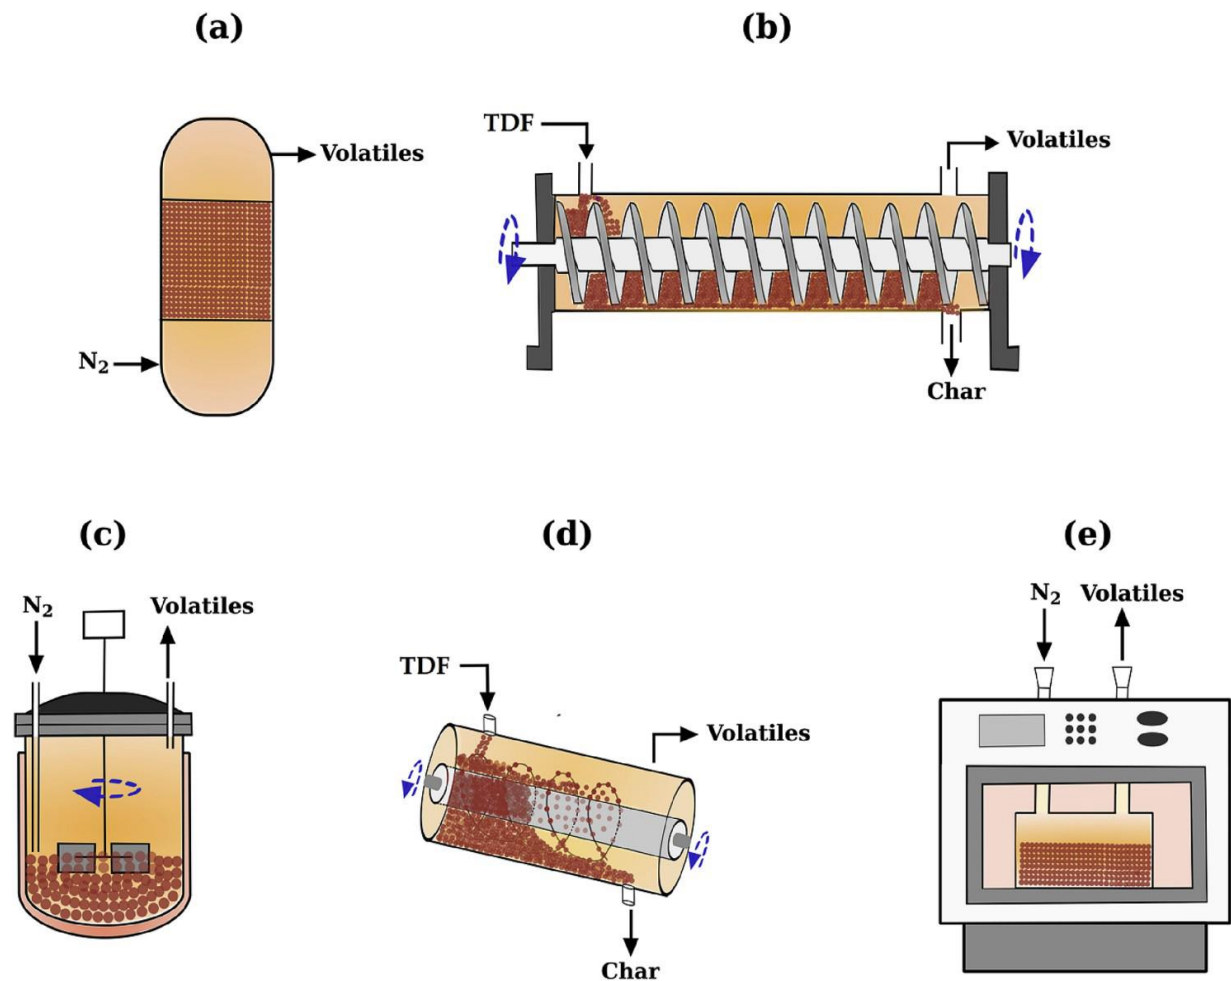 (a)
Volatiles
N₂
(b)
TDF
Volatiles
Char
(c)
N₂
Volatiles
(d)
TDF
Volatiles
Char
(e)
N₂
Volatiles